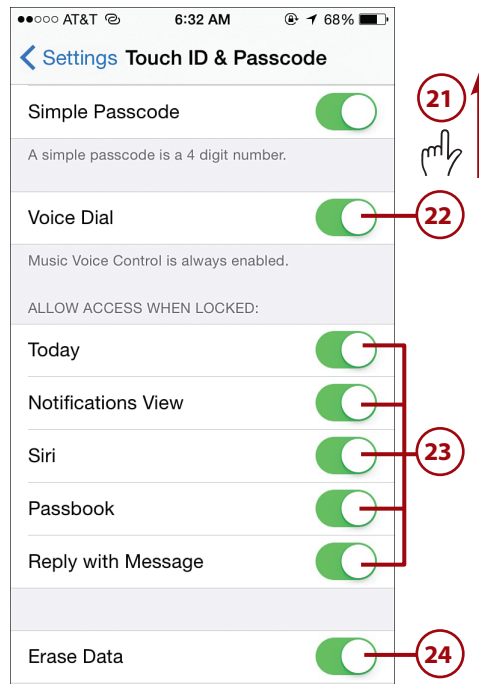 AT&T 6:32 AM 68%
Settings Touch ID & Passcode
Simple Passcode
21
A simple passcode is a 4 digit number.
Voice Dial
22
Music Voice Control is always enabled.
ALLOW ACCESS WHEN LOCKED:
Today
Notifications View
Siri
23
Passbook
Reply with Message
Erase Data
24